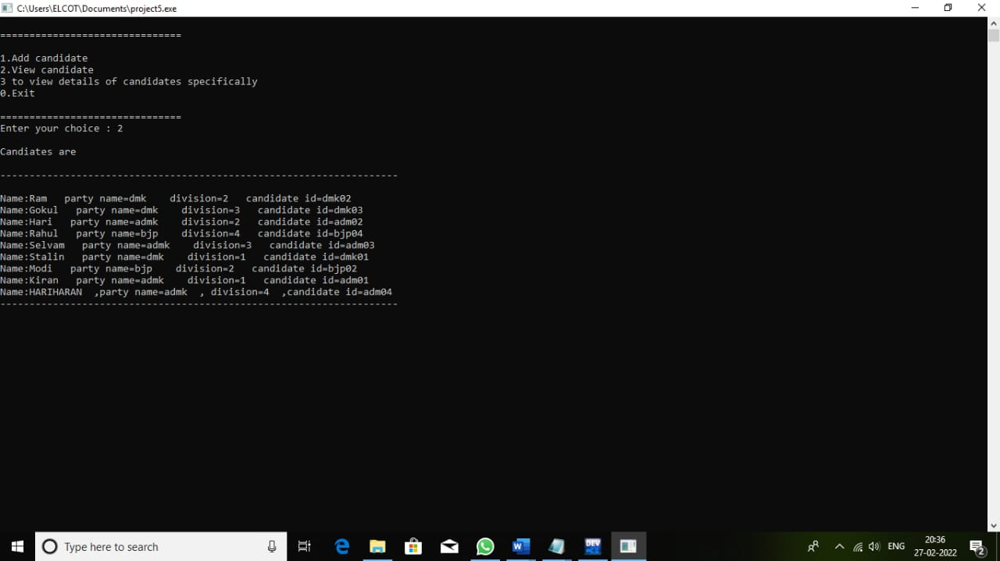 C:\Users\ELCOT\Documents\project5.exe
===============================
1.Add candidate
2.View candidate
3 to view details of candidates specifically
0.Exit
===============================
Enter your choice : 2
Candiates are
--------------------------------------------------------------------
Name:Ram   party name=dmk    division=2   candidate id=dmk02
Name:Gokul   party name=dmk    division=3   candidate id=dmk03
Name:Hari   party name=admk    division=2   candidate id=adm02
Name:Rahul   party name=bjp    division=4   candidate id=bjp04
Name:Selvam   party name=admk    division=3   candidate id=adm03
Name:Stalin   party name=dmk    division=1   candidate id=dmk01
Name:Modi   party name=bjp    division=2   candidate id=bjp02
Name:Kiran   party name=admk    division=1   candidate id=adm01
Name:HARIHARAN  ,party name=admk  , division=4  ,candidate id=adm04
--------------------------------------------------------------------
Type here to search
W
DEV
ENG
20:36
27-02-2022
2